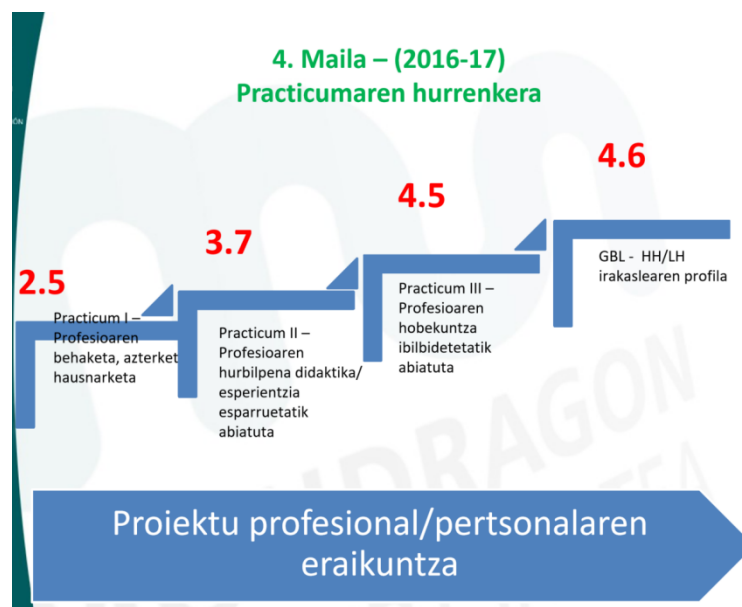 4. Maila – (2016-17)
Practicumaren hurrenkera
2.5
Practicum I –
Profesioaren
behaketa, azterket
hausnarketa
3.7
Practicum II –
Profesioaren
hurbilpena didaktika/
esperientzia
esparruetatik
abiatuta
4.5
Practicum III –
Profesioaren
hobekuntza
ibilbidetetatik
abiatuta
4.6
GBL - HH/LH
irakaslearen profila
Proiektu profesional/pertsonalaren
eraikuntza